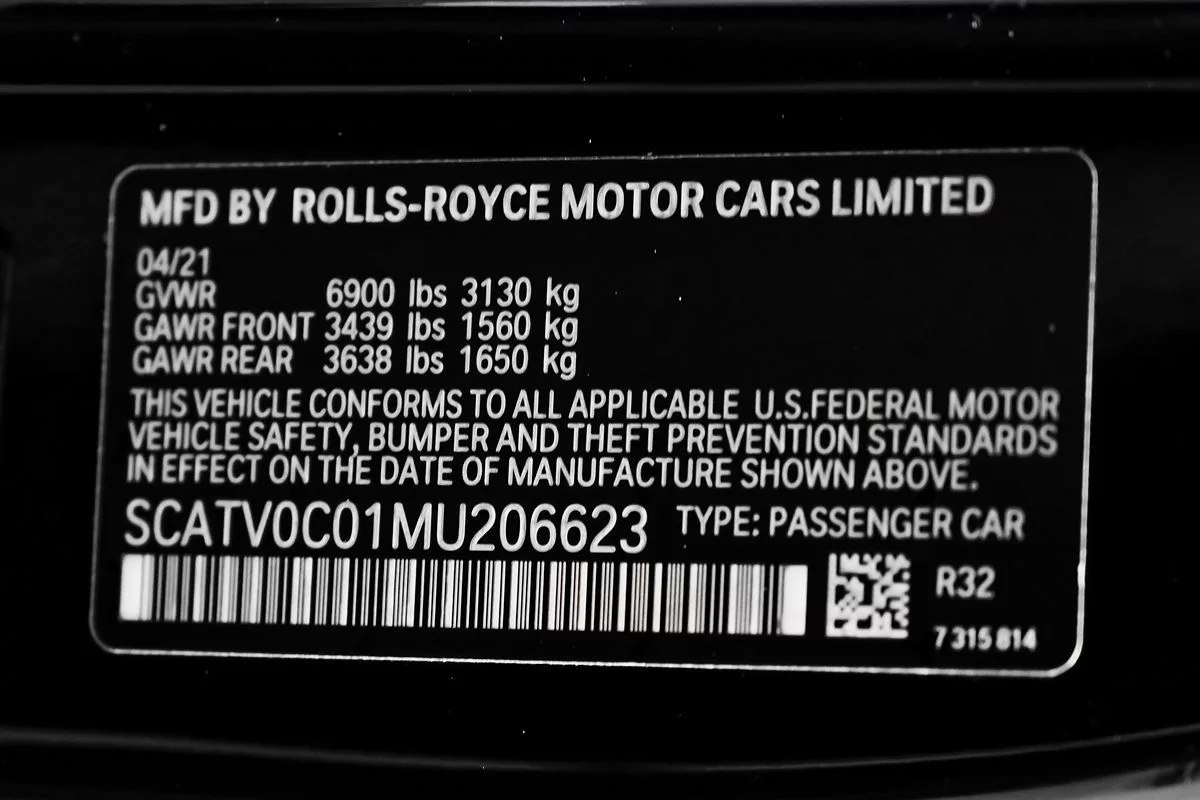 MFD BY ROLLS-ROYCE MOTOR CARS LIMITED
04/21
GVWR 6900 lbs 3130 kg
GAWR FRONT 3439 lbs 1560 kg
GAWR REAR 3638 lbs 1650 kg
THIS VEHICLE CONFORMS TO ALL APPLICABLE U.S.FEDERAL MOTOR
VEHICLE SAFETY, BUMPER AND THEFT PREVENTION STANDARDS
IN EFFECT ON THE DATE OF MANUFACTURE SHOWN ABOVE.
SCATV0C01MU206623 TYPE: PASSENGER CAR
R32
7 315 814